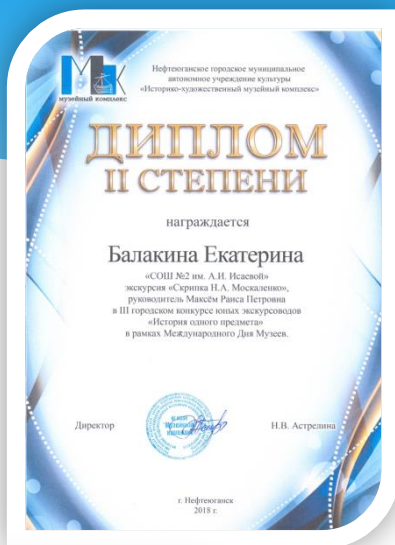 МК
музейный комплекс
Нефтеюганское городское муниципальное
автономное учреждение культуры
«Историко-художественный музейный комплекс»
ДИПЛОМ
II СТЕПЕНИ
награждается
Балакина Екатерина
«СОШ №2 им. А.И. Исаевой»
экскурсия «Скрипка Н.А. Москаленко»,
руководитель Максём Раиса Петровна
в III городском конкурсе юных экскурсоводов
«История одного предмета»
в рамках Международного Дня Музеев.
Директор
Н.В. Астрелина
г. Нефтеюганск
2018 г.